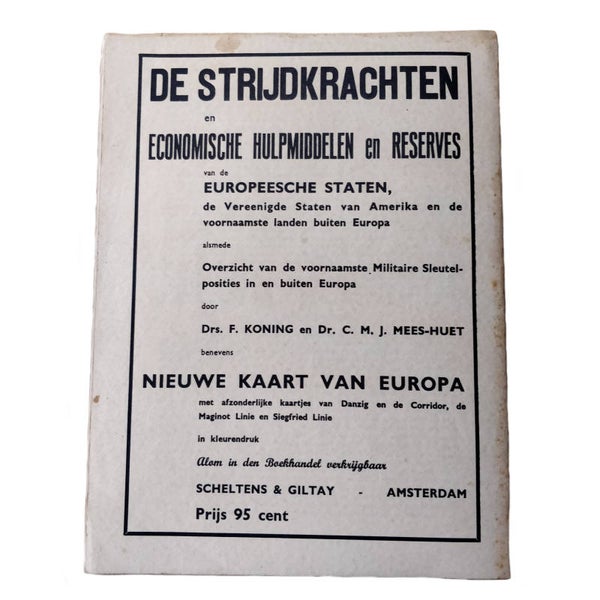 DE STRIJDKRACHTEN
en
ECONOMISCHE HULPMIDDELEN en RESERVES
van de
EUROPEESCHE STATEN,
de Vereenigde Staten van Amerika en de
voornaamste landen buiten Europa
alsmede
Overzicht van de voornaamste Militaire Sleutel-
posities in en buiten Europa
door
Drs. F. KONING en Dr. C. M. J. MEES-HUET
benevens
NIEUWE KAART VAN EUROPA
met afzonderlijke kaartjes van Danzig en de Corridor, de
Maginot Linie en Siegfried Linie
in kleurendruk
Alom in den Boekhandel verkrijgbaar
SCHELTENS & GILTAY - AMSTERDAM
Prijs 95 cent